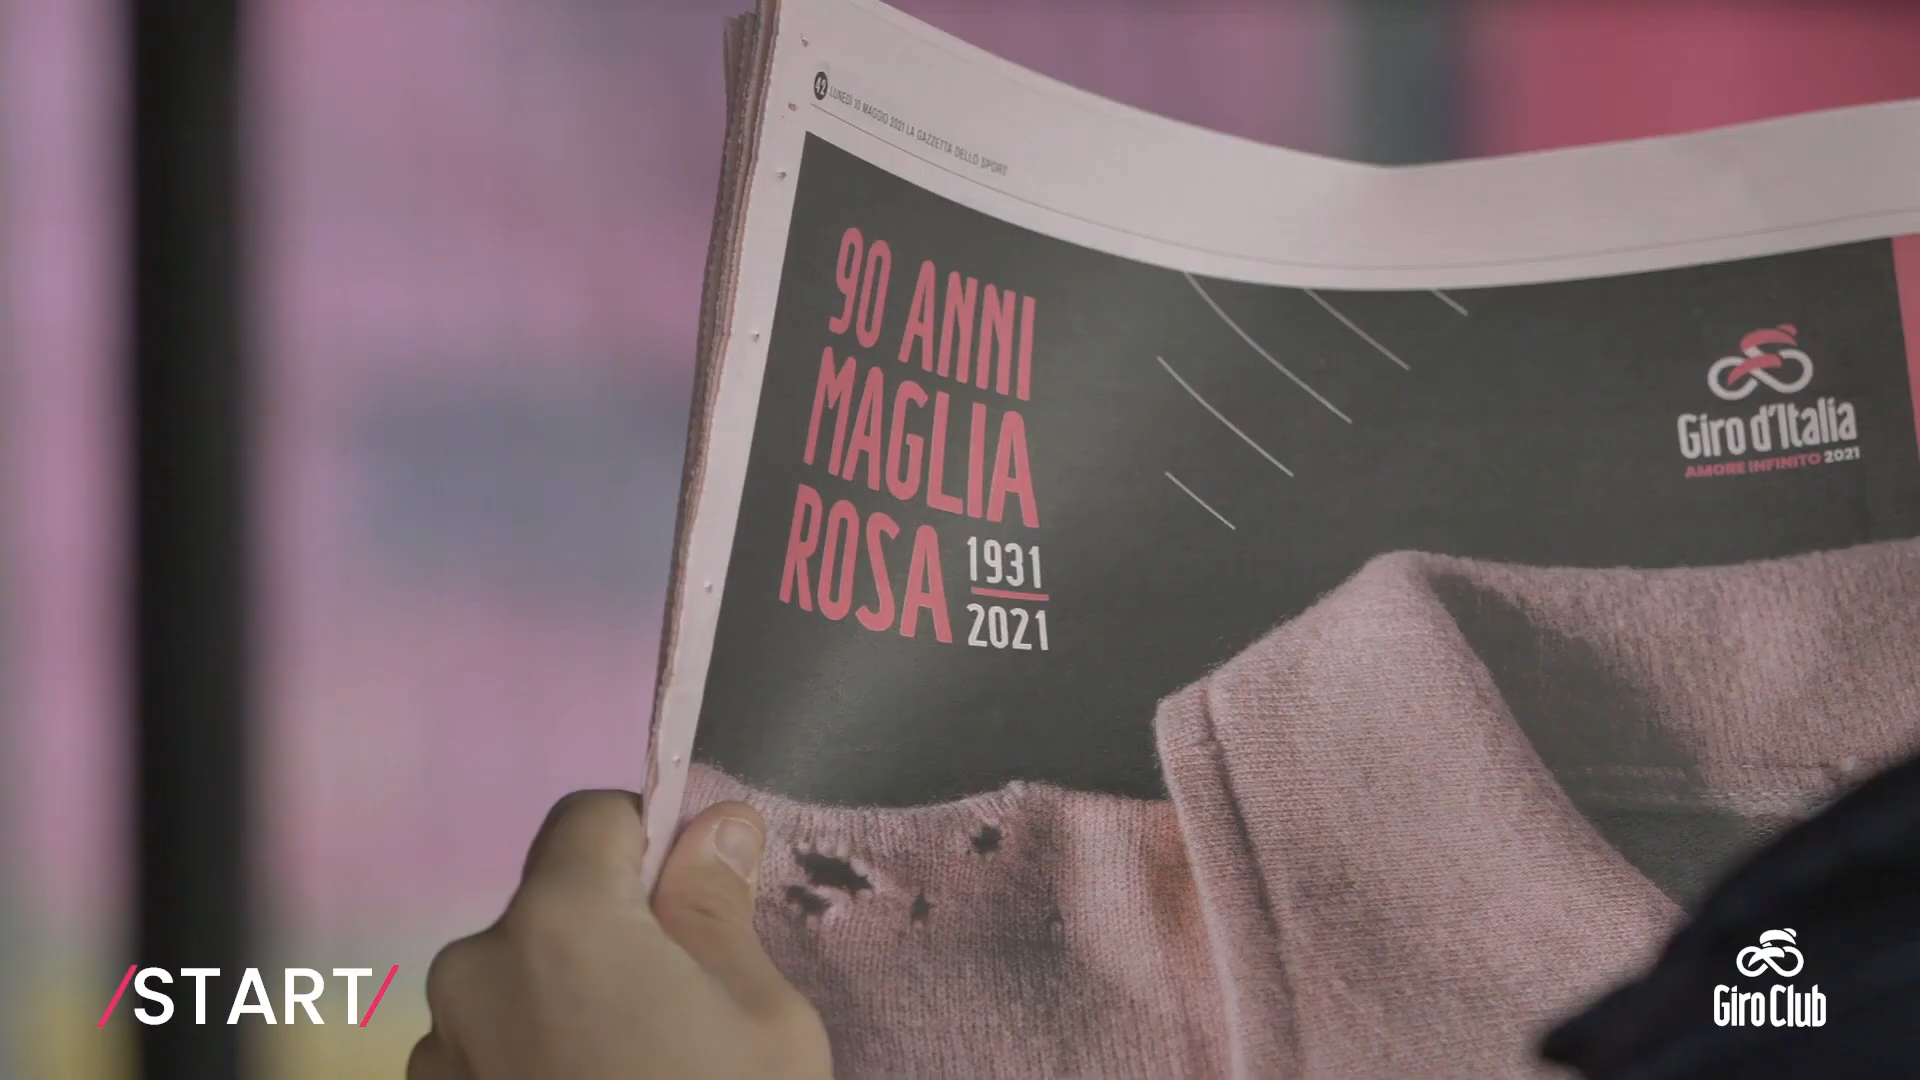 42 LUNEDÌ 10 MAGGIO 2021 LA GAZZETTA DELLO SPORT
90 ANNI
MAGLIA
ROSA
1931
2021
Giro d'Italia
AMORE INFINITO 2021
/START/
Giro Club